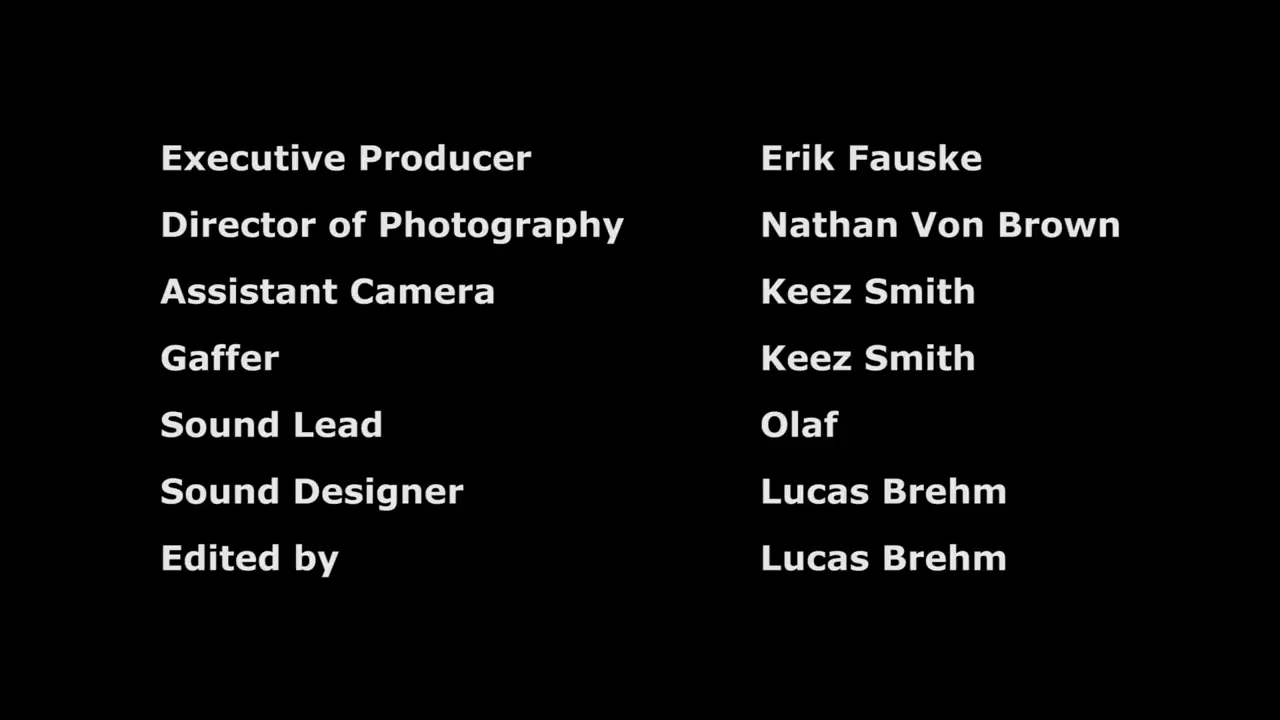 Executive Producer Erik Fauske
Director of Photography Nathan Von Brown
Assistant Camera Keez Smith
Gaffer Keez Smith
Sound Lead Olaf
Sound Designer Lucas Brehm
Edited by Lucas Brehm